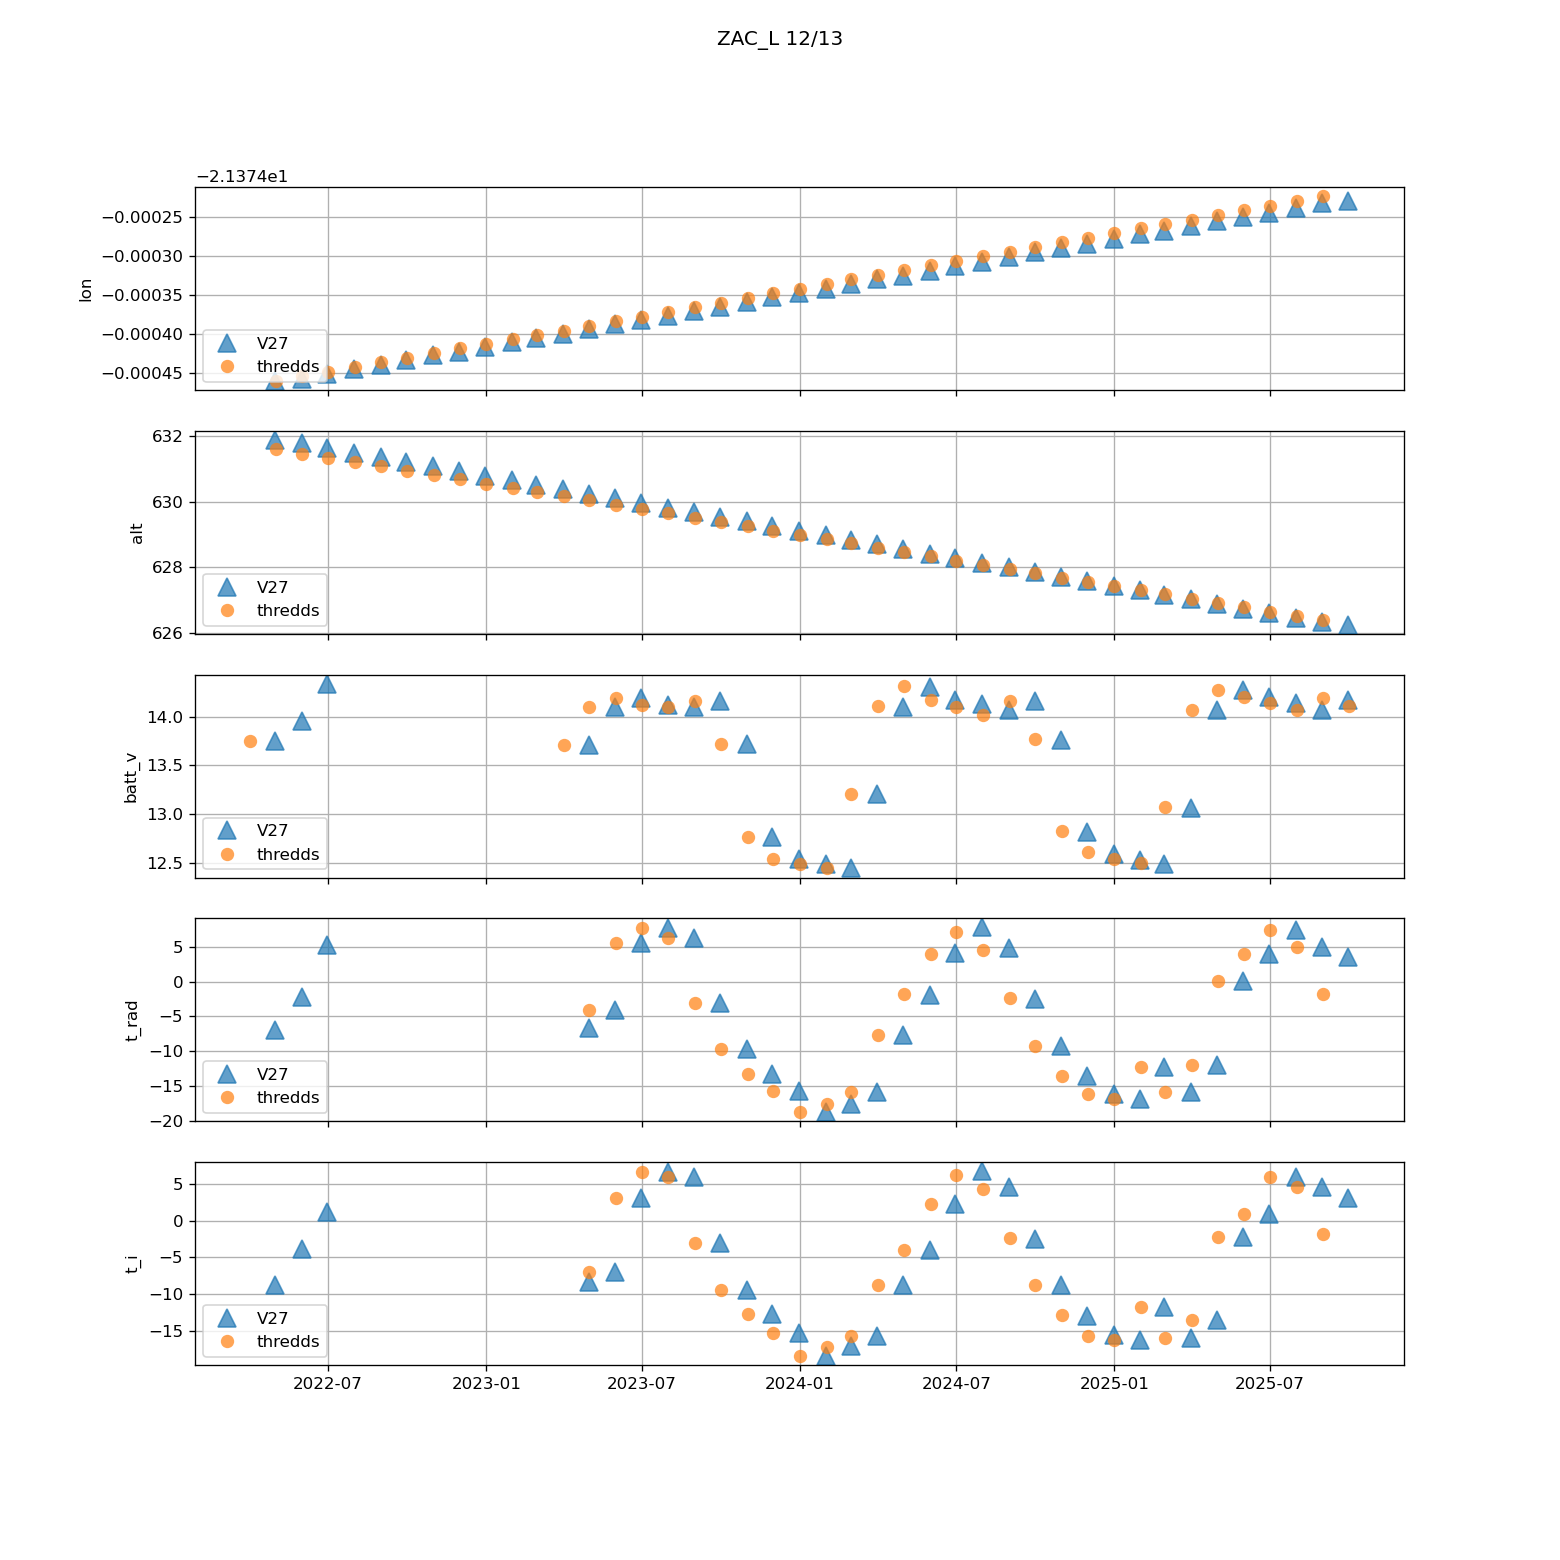 ZAC_L 12/13
−2.1374e1
−0.00025
−0.00030
−0.00035
−0.00040
−0.00045
lon
V27
thredds
632
630
628
626
alt
V27
thredds
14.0
13.5
13.0
12.5
batt_v
V27
thredds
5
0
−5
−10
−15
−20
t_rad
V27
thredds
5
0
−5
−10
−15
t_i
V27
thredds
2022-07
2023-01
2023-07
2024-01
2024-07
2025-01
2025-07